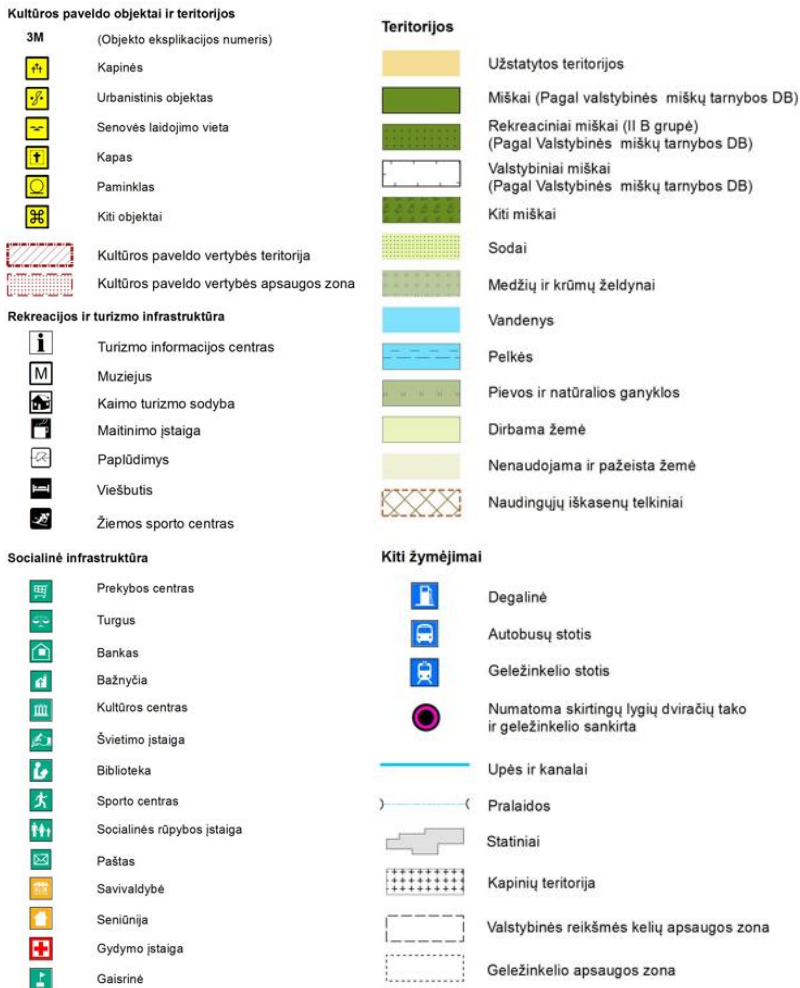 Kultūros paveldo objektai ir teritorijos
3M
(Objekto eksplikacijos numeris)
Kapinės
Urbanistinis objektas
Senovės laidojimo vieta
Kapas
Paminklas
Kiti objektai
Kultūros paveldo vertybės teritorija
Kultūros paveldo vertybės apsaugos zona
Rekreacijos ir turizmo infrastruktūra
i
Turizmo informacijos centras
M
Muziejus
Kaimo turizmo sodyba
Maitinimo įstaiga
Paplūdimys
Viešbutis
Žiemos sporto centras
Socialinė infrastruktūra
Prekybos centras
Turgus
Bankas
Bažnyčia
Kultūros centras
Švietimo įstaiga
Biblioteka
Sporto centras
Socialinės rūpybos įstaiga
Paštas
Savivaldybė
Seniūnija
Gydymo įstaiga
Gaisrinė
Teritorijos
Užstatytos teritorijos
Miškai (Pagal valstybinės miškų tarnybos DB)
Rekreaciniai miškai (II B grupė)
(Pagal Valstybinės miškų tarnybos DB)
Valstybiniai miškai
(Pagal Valstybinės miškų tarnybos DB)
Kiti miškai
Sodai
Medžių ir krūmų želdynai
Vandenys
Pelkės
Pievos ir natūralios ganyklos
Dirbama žemė
Nenaudojama ir pažeista žemė
Naudingųjų iškasenų telkiniai
Kiti žymėjimai
Degalinė
Autobusų stotis
Geležinkelio stotis
Numatoma skirtingų lygių dviračių tako
ir geležinkelio sankirta
Upės ir kanalai
Pralaidos
Statiniai
Kapinių teritorija
Valstybinės reikšmės kelių apsaugos zona
Geležinkelio apsaugos zona